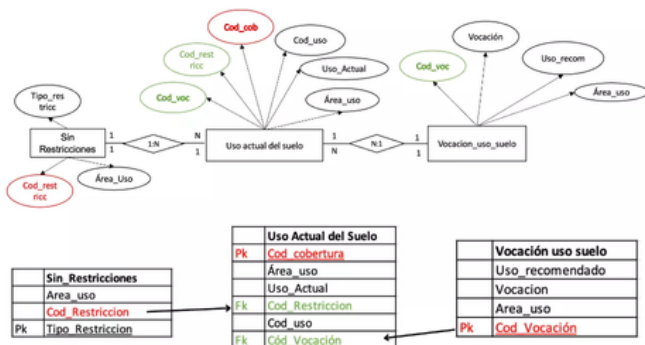 Cod_cob
Cod_rest
ricc
Cod_voc
Cod_uso
Uso_Actual
Área_uso
Vocación
Cod_voc
Uso_recom
Área_uso
Tipo_res
tricc
Sin
Restricciones
1
1
1:N
N
1
Uso actual del suelo
1
N
N:1
1
1
Vocacion_uso_suelo
Cod_rest
ricc
Área_Uso
Sin_Restricciones
Area_uso
Cod_Restriccion
Pk Tipo_Restriccion
Uso Actual del Suelo
Pk Cod_cobertura
Área_uso
Uso_Actual
Fk Cod_Restriccion
Cod_uso
Fk Cód_Vocación
Vocación uso suelo
Uso_recomendado
Vocacion
Area_uso
Pk Cod_Vocación